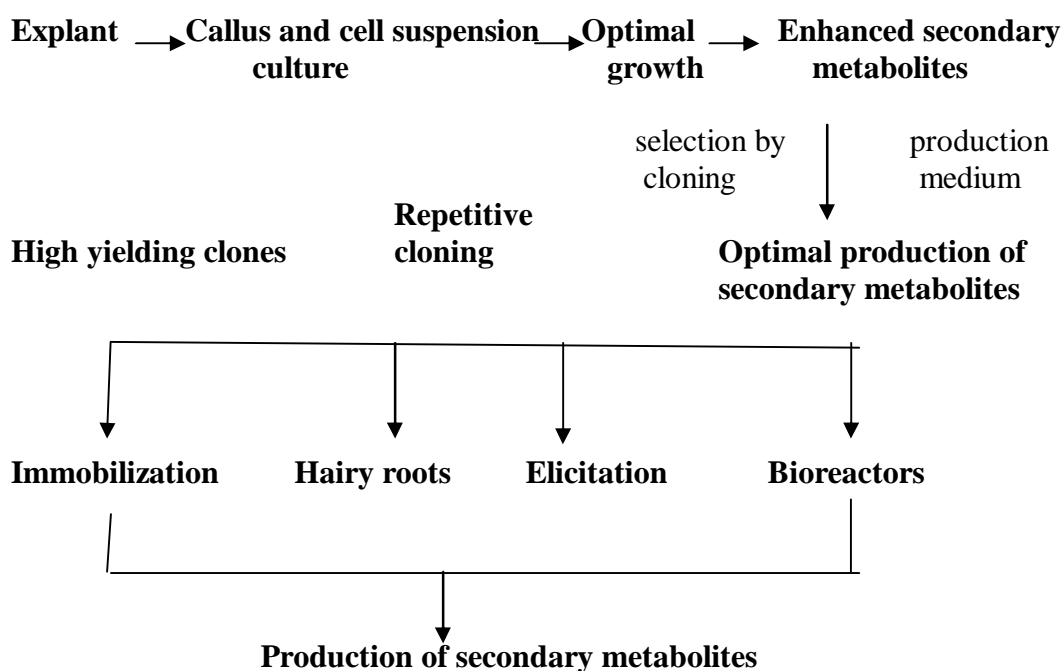 Explant Callus and cell suspension Optimal Enhanced secondary
culture growth metabolites
selection by production
cloning medium
Repetitive
High yielding clones cloning Optimal production of
secondary metabolites
Immobilization Hairy roots Elicitation Bioreactors
Production of secondary metabolites